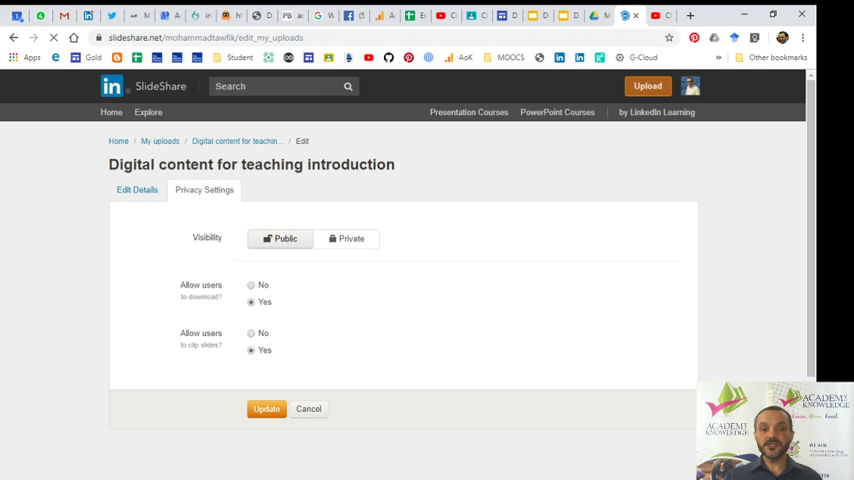 slideshare.net/mohammadtawfik/edit_my_uploads
Apps
Gold
Student
AoK
MOOCS
G-Cloud
» Other bookmarks
in SlideShare
Search
Upload
Home Explore
Presentation Courses PowerPoint Courses by LinkedIn Learning
Home / My uploads / Digital content for teachin... / Edit
Digital content for teaching introduction
Edit Details Privacy Settings
Visibility Public Private
Allow users No
to download? Yes
Allow users No
to clip slides? Yes
Update Cancel
ACADEMY
KNOWLEDGE
ACADEMY
KNOWLEDGE